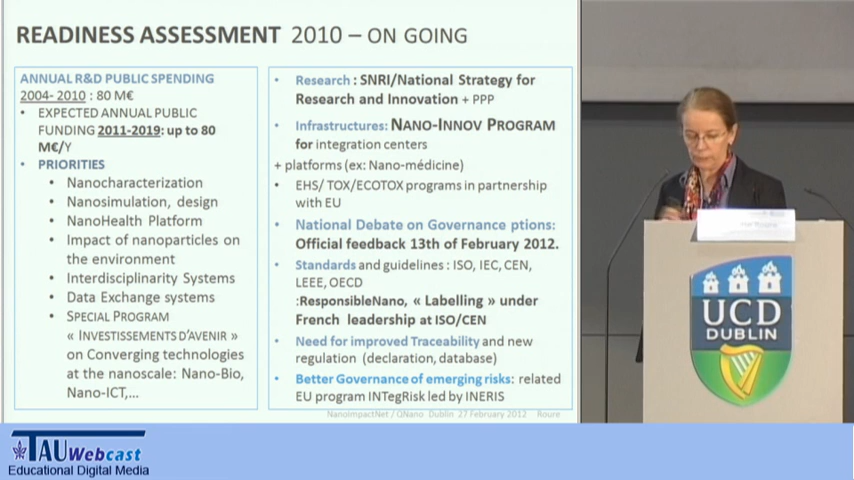 READINESS ASSESSMENT 2010 – ON GOING
ANNUAL R&D PUBLIC SPENDING
2004- 2010 : 80 M€
• EXPECTED ANNUAL PUBLIC
FUNDING 2011-2019: up to 80
M€/Y
• PRIORITIES
• Nanocharacterization
• Nanosimulation, design
• NanoHealth Platform
• Impact of nanoparticles on
the environment
• Interdisciplinarity Systems
• Data Exchange systems
• SPECIAL PROGRAM
« INVESTISSEMENTS D'AVENIR »
on Converging technologies
at the nanoscale: Nano-Bio,
Nano-ICT,...
• Research : SNRI/National Strategy for
Research and Innovation + PPP
• Infrastructures: NANO-INNOV PROGRAM
for integration centers
+ platforms (ex: Nano-médicine)
• EHS/ TOX/ECOTOX programs in partnership
with EU
• National Debate on Governance ptions:
Official feedback 13th of February 2012.
• Standards and guidelines : ISO, IEC, CEN,
LEEE, OECD
:ResponsibleNano, « Labelling » under
French leadership at ISO/CEN
• Need for improved Traceability and new
regulation (declaration, database)
• Better Governance of emerging risks: related
EU program INTegRisk led by INERIS
NanoImpactNet / QNano Dublin 27 February 2012 Roure
UCD
DUBLIN
TAU Webcast
Educational Digital Media